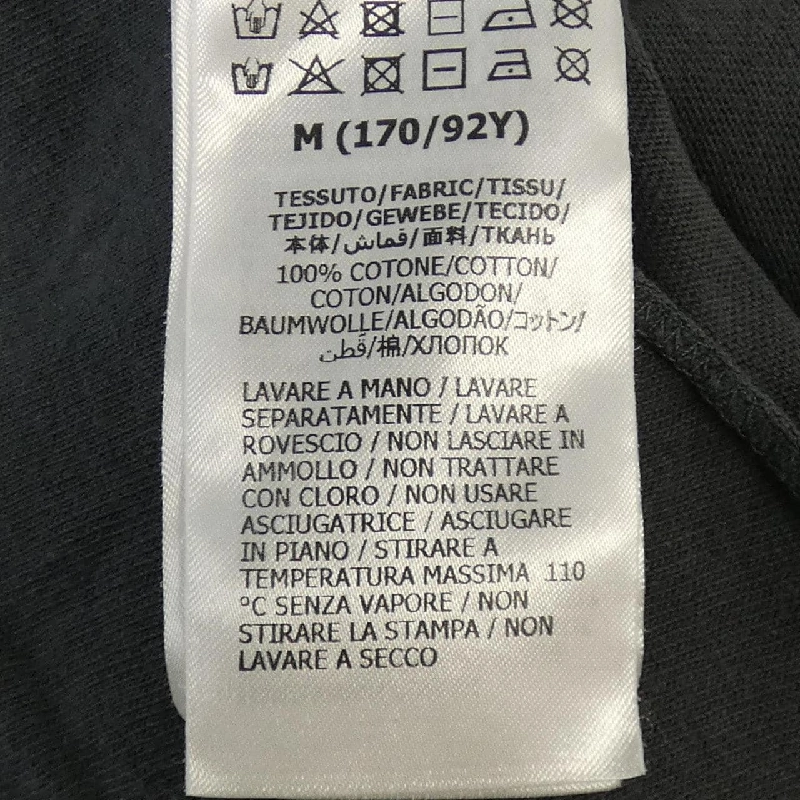 M (170/92Y)
TESSUTO/FABRIC/TISSU/
TEJIDO/GEWEBE/TECIDO/
本体/قماش/面料/ТКАНЬ
100% COTONE/COTTON/
COTON/ALGODON/
BAUMWOLLE/ALGODÃO/コットン/
قطن/棉/ХЛОПОК
LAVARE A MANO / LAVARE
SEPARATAMENTE / LAVARE A
ROVESCIO / NON LASCIARE IN
AMMOLLO / NON TRATTARE
CON CLORO / NON USARE
ASCIUGATRICE / ASCIUGARE
IN PIANO / STIRARE A
TEMPERATURA MASSIMA 110
°C SENZA VAPORE / NON
STIRARE LA STAMPA / NON
LAVARE A SECCO